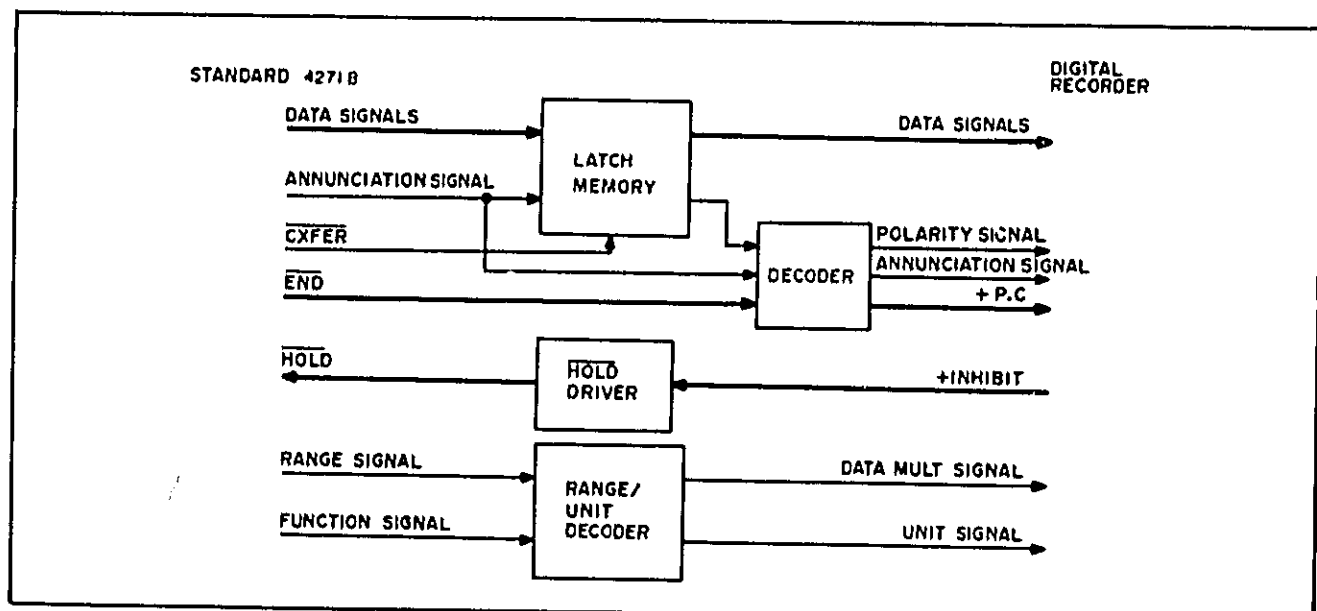 STANDARD 4271B
DIGITAL
RECORDER
DATA SIGNALS
LATCH
MEMORY
DATA SIGNALS
ANNUNCIATION SIGNAL
CXFER
DECODER
POLARITY SIGNAL
ANNUNCIATION SIGNAL
END
+ P.C
HOLD
HOLD
DRIVER
+INHIBIT
RANGE SIGNAL
RANGE/
UNIT
DECODER
DATA MULT SIGNAL
FUNCTION SIGNAL
UNIT SIGNAL